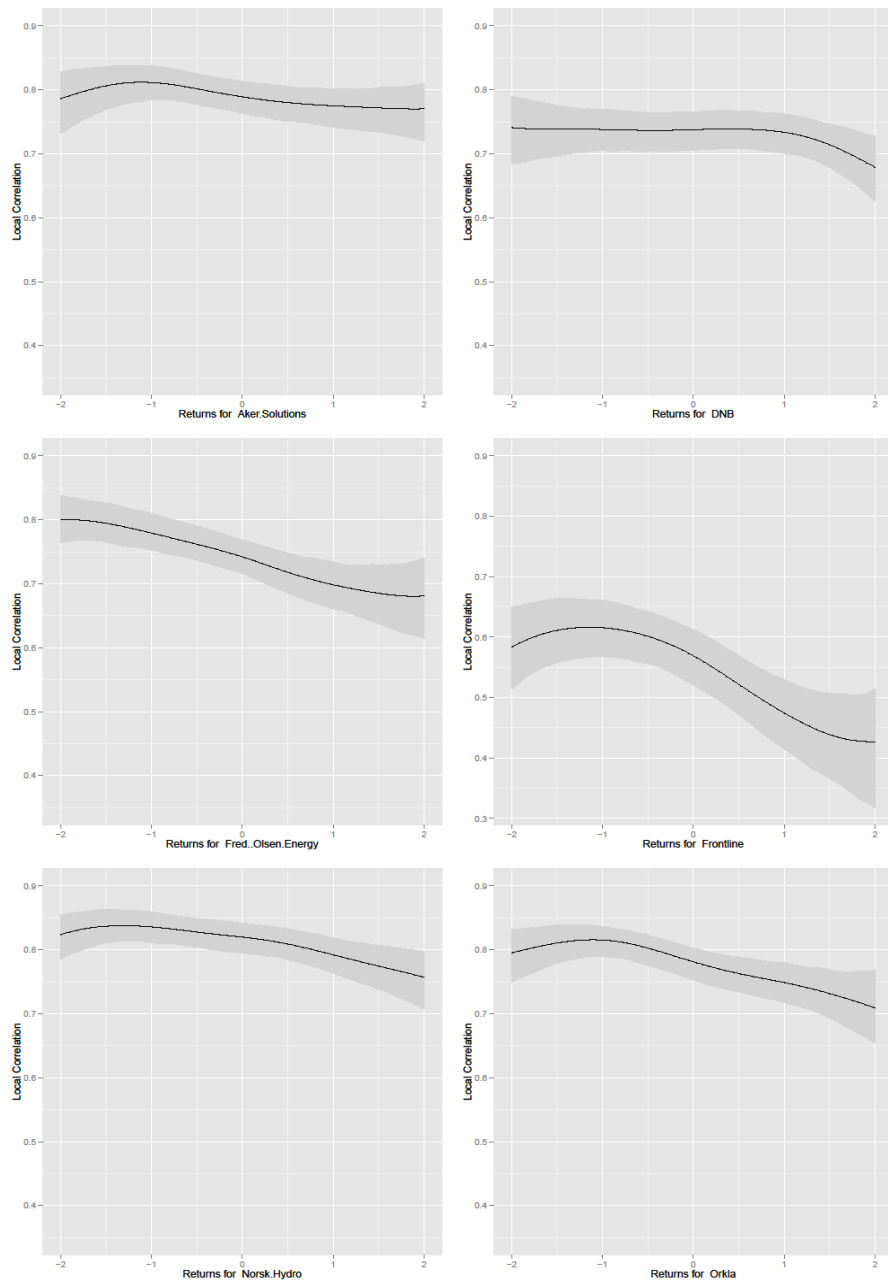 0.9
0.8
0.7
0.6
0.5
0.4
Local Correlation
−2 −1 0 1 2
Returns for Aker.Solutions
0.9
0.8
0.7
0.6
0.5
0.4
Local Correlation
−2 −1 0 1 2
Returns for DNB
0.9
0.8
0.7
0.6
0.5
0.4
Local Correlation
−2 −1 0 1 2
Returns for Fred..Olsen.Energy
0.9
0.8
0.7
0.6
0.5
0.4
0.3
Local Correlation
−2 −1 0 1 2
Returns for Frontline
0.9
0.8
0.7
0.6
0.5
0.4
Local Correlation
−2 −1 0 1 2
Returns for Norsk.Hydro
0.9
0.8
0.7
0.6
0.5
0.4
Local Correlation
−2 −1 0 1 2
Returns for Orkla